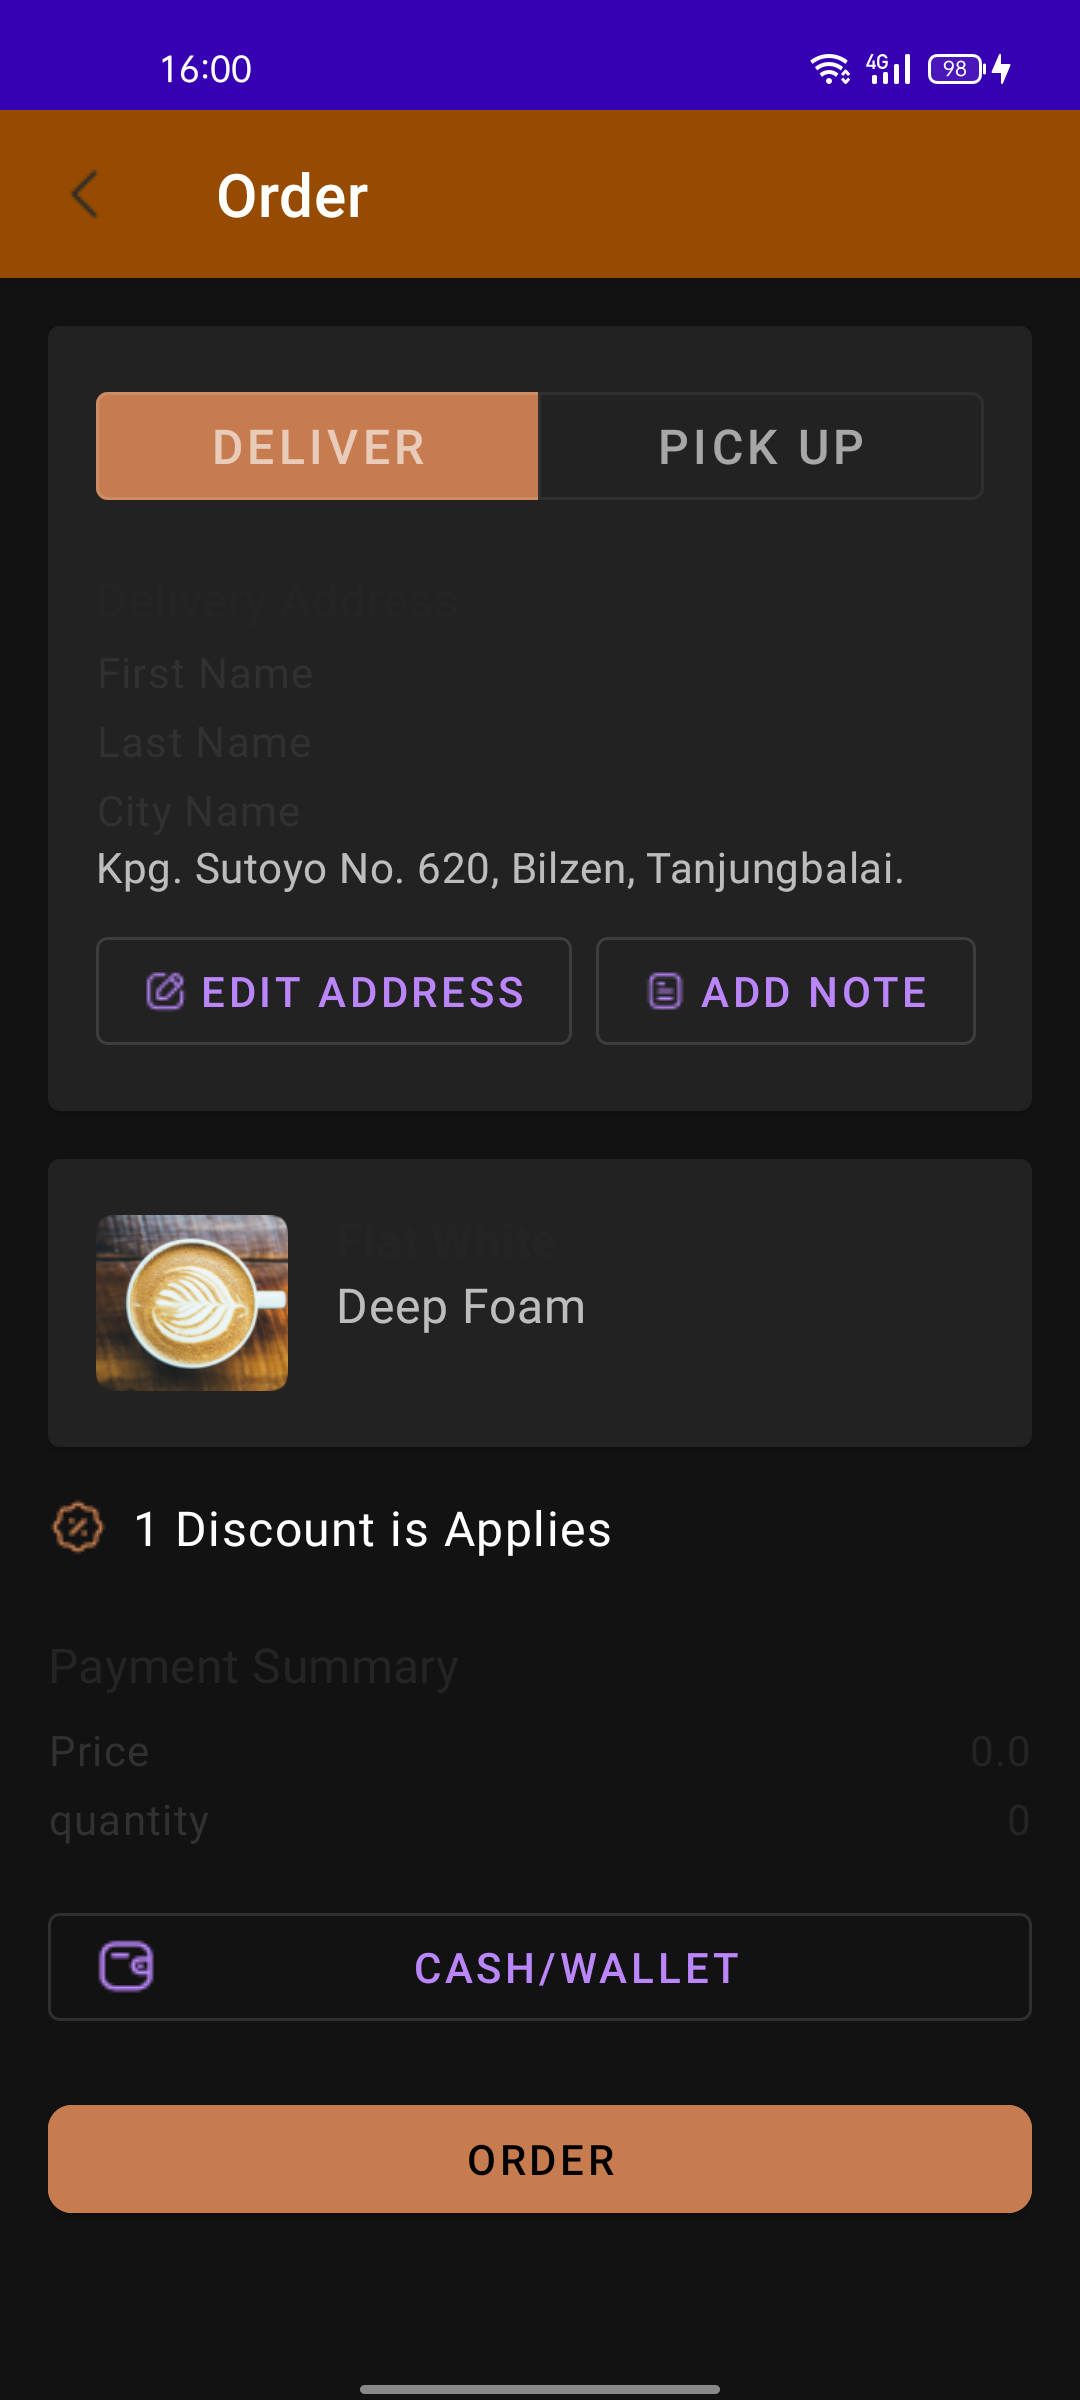 16:00
4G
98
Order
DELIVER
PICK UP
Delivery Address
First Name
Last Name
City Name
Kpg. Sutoyo No. 620, Bilzen, Tanjungbalai.
EDIT ADDRESS
ADD NOTE
Flat White
Deep Foam
1 Discount is Applies
Payment Summary
Price 0.0
quantity 0
CASH/WALLET
ORDER